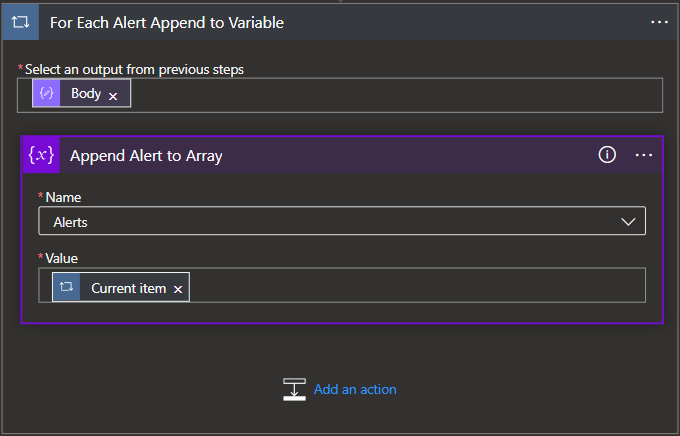 For Each Alert Append to Variable
*Select an output from previous steps
Body ×
{x} Append Alert to Array
*Name
Alerts
*Value
Current item ×
Add an action